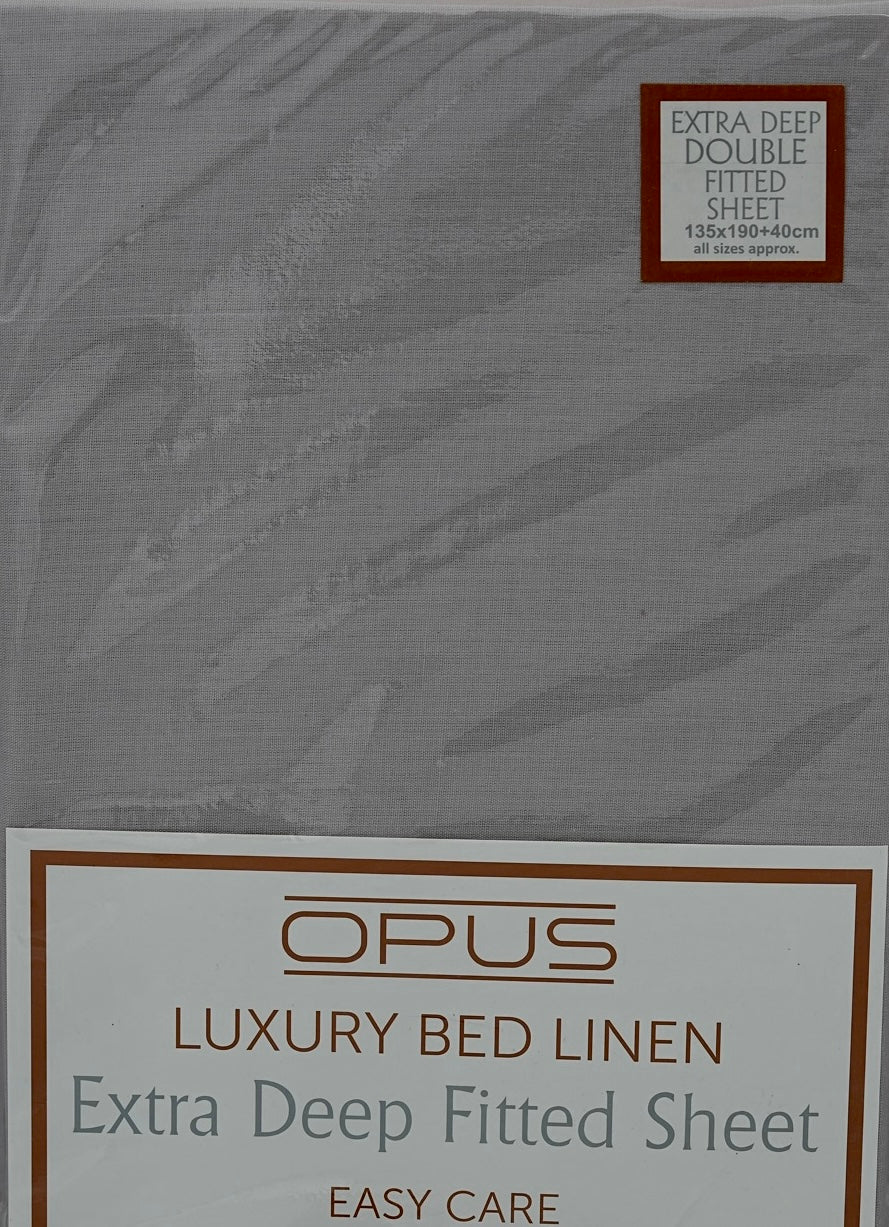 EXTRA DEEP
DOUBLE
FITTED
SHEET
135x190+40cm
all sizes approx.
OPUS
LUXURY BED LINEN
Extra Deep Fitted Sheet
EASY CARE